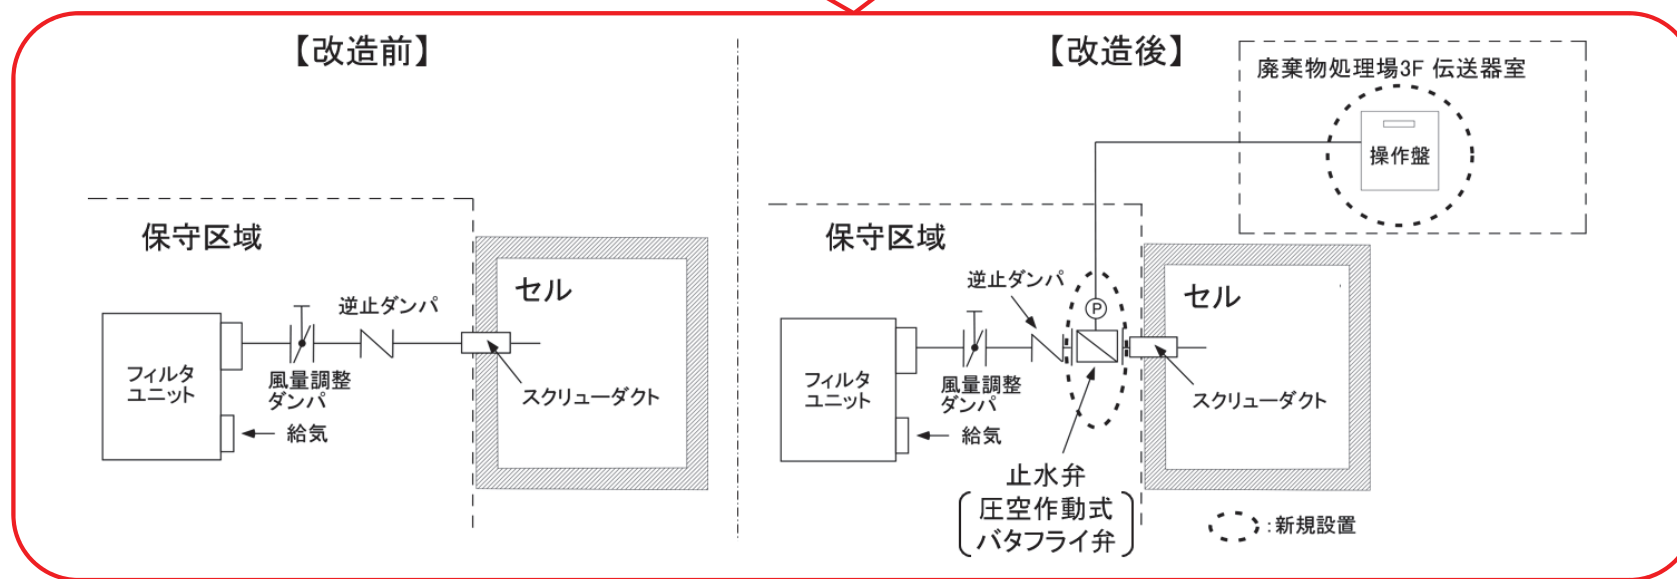 【改造前】
保守区域
セル
逆止ダンパ
フィルタ
ユニット
風量調整
ダンパ
給気
スクリューダクト
【改造後】
廃棄物処理場3F 伝送器室
操作盤
保守区域
逆止ダンパ
P
セル
フィルタ
ユニット
風量調整
ダンパ
給気
スクリューダクト
止水弁
圧空作動式
バタフライ弁
:新規設置